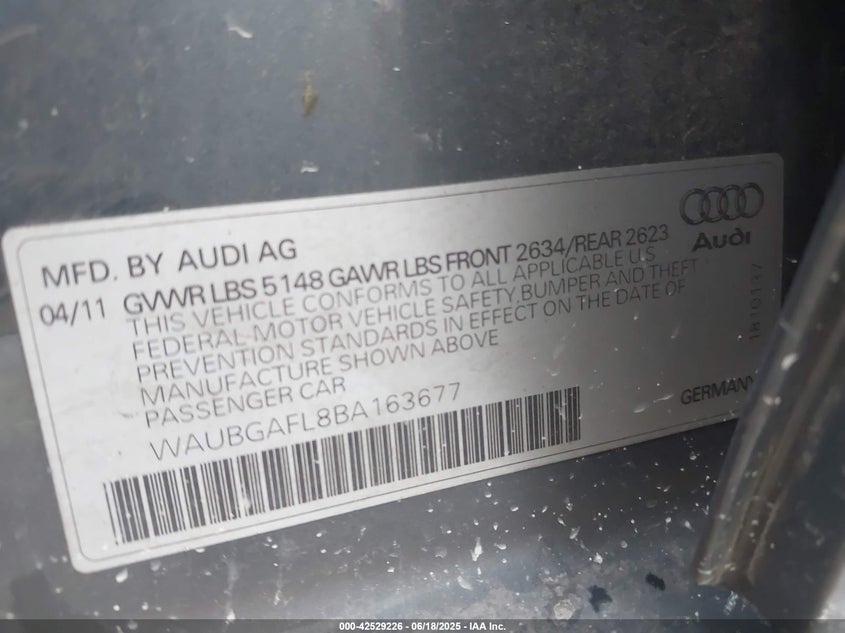 MFD. BY AUDI AG
Audi
04/11 GVWR LBS 5148 GAWR LBS FRONT 2634/REAR 2623
THIS VEHICLE CONFORMS TO ALL APPLICABLE US
FEDERAL MOTOR VEHICLE SAFETY, BUMPER AND THEFT
PREVENTION STANDARDS IN EFFECT ON THE DATE OF
MANUFACTURE SHOWN ABOVE
PASSENGER CAR
WAUBGAFL8BA163677
GERMANY
000-42529226 - 06/18/2025 - IAA Inc.